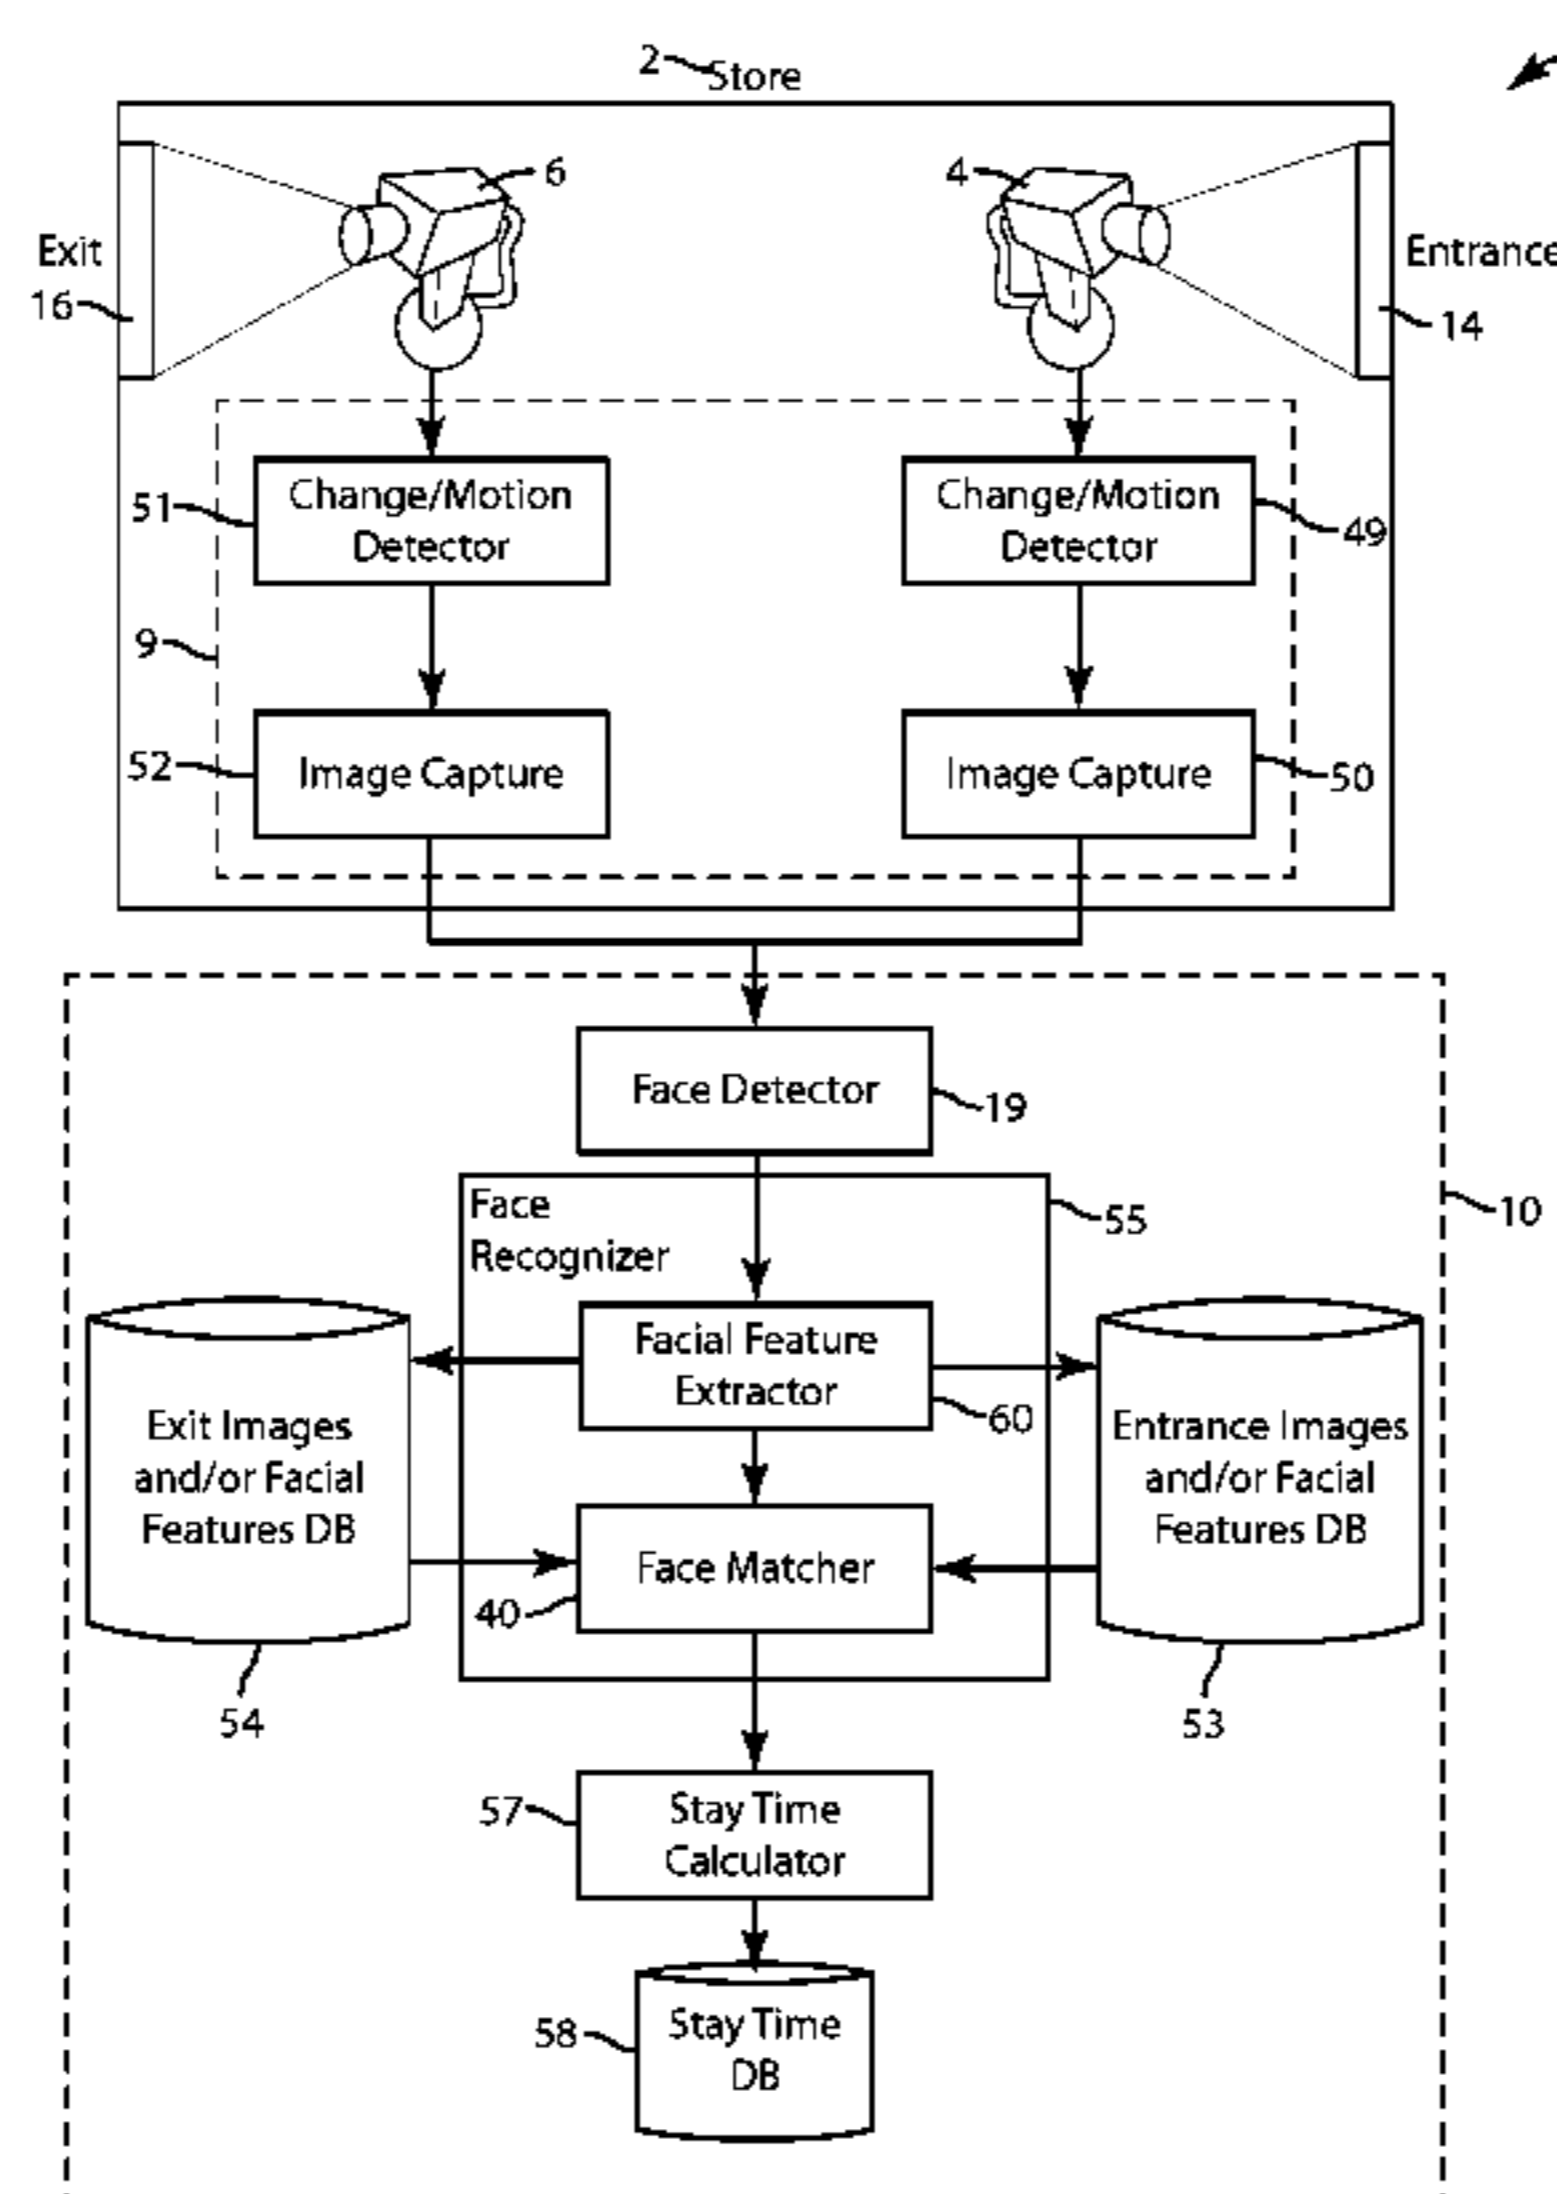 2 Store
6
4
Exit
16
Entrance
14
Change/Motion
Detector
51
Change/Motion
Detector
49
9
52
Image Capture
Image Capture
50
Face Detector
19
Face
Recognizer
55
10
Facial Feature
Extractor
60
Exit Images
and/or Facial
Features DB
Entrance Images
and/or Facial
Features DB
Face Matcher
40
54
53
57
Stay Time
Calculator
58
Stay Time
DB